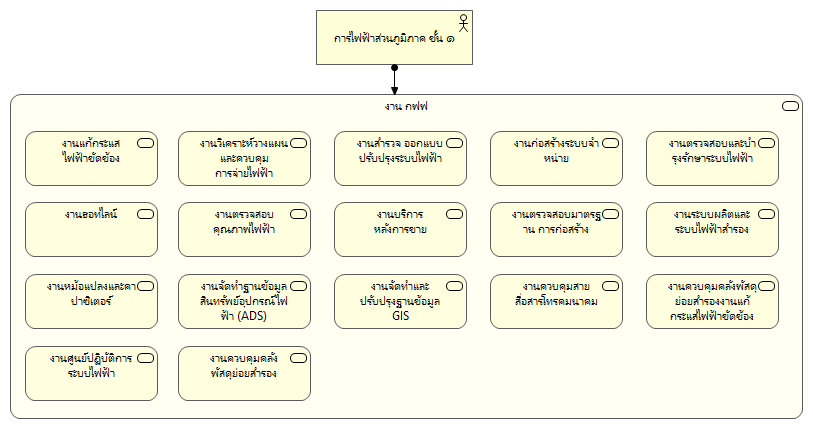 การไฟฟ้าส่วนภูมิภาค ชั้น ๑
งาน กฟฟ
งานแก้กระแส
ไฟฟ้าขัดข้อง
งานวิเคราะห์วางแผน
และควบคุม
การจ่ายไฟฟ้า
งานสำรวจ ออกแบบ
ปรับปรุงระบบไฟฟ้า
งานก่อสร้างระบบจำ
หน่าย
งานตรวจสอบและบำ
รุงรักษาระบบไฟฟ้า
งานฮอทไลน์
งานตรวจสอบ
คุณภาพไฟฟ้า
งานบริการ
หลังการขาย
งานตรวจสอบมาตรฐ
าน การก่อสร้าง
งานระบบผลิตและ
ระบบไฟฟ้าสำรอง
งานหม้อแปลงและคา
ปาซิเตอร์
งานจัดทำฐานข้อมูล
สินทรัพย์อุปกรณ์ไฟ
ฟ้า (ADS)
งานจัดทำและ
ปรับปรุงฐานข้อมูล
GIS
งานควบคุมสาย
สื่อสารโทรคมนาคม
งานควบคุมคลังพัสดุ
ย่อยสำรองงานแก้
กระแสไฟฟ้าขัดข้อง
งานศูนย์ปฏิบัติการ
ระบบไฟฟ้า
งานควบคุมคลัง
พัสดุย่อยสำรอง